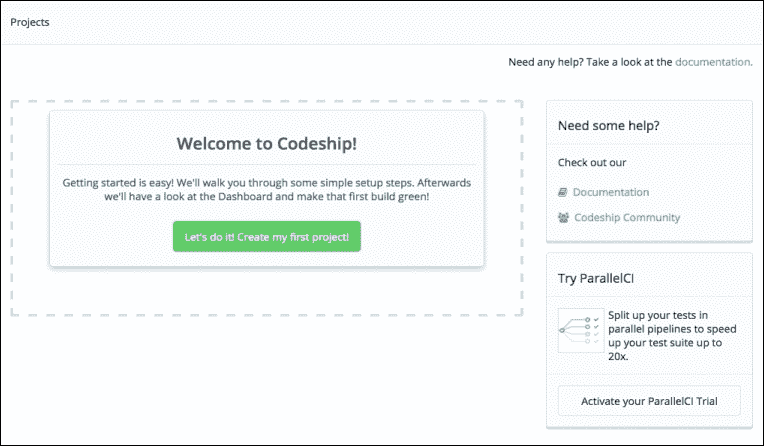 Projects
Need any help? Take a look at the documentation.
Welcome to Codeship!
Getting started is easy! We'll walk you through some simple setup steps. Afterwards
we'll have a look at the Dashboard and make that first build green!
Let's do it! Create my first project!
Need some help?
Check out our
Documentation
Codeship Community
Try ParallelCI
Split up your tests in
parallel pipelines to speed
up your test suite up to
20x.
Activate your ParallelCI Trial